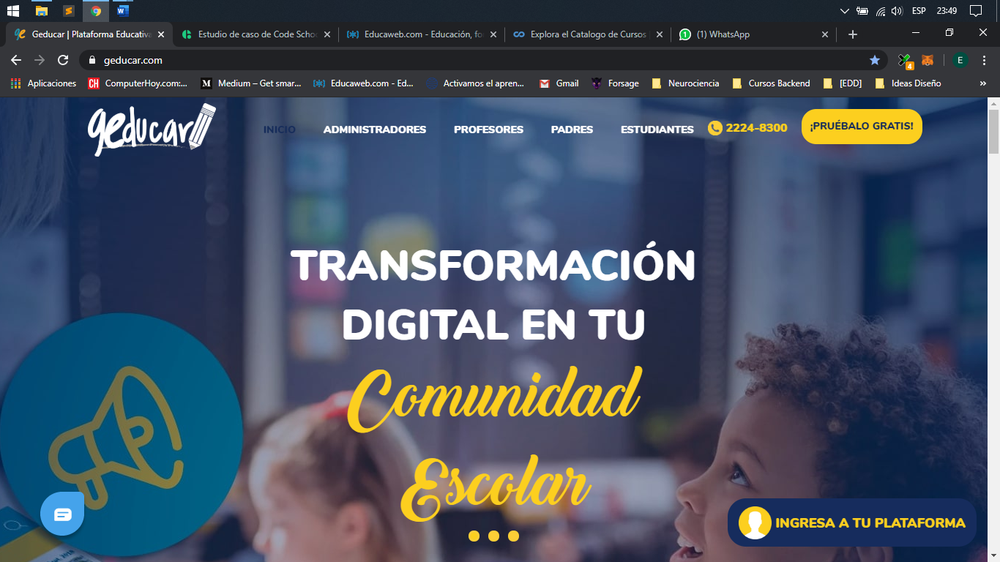 ESP
23:49
Geducar | Plataforma Educativa
Estudio de caso de Code Schoo
Educaweb.com - Educación, fo
Explora el Catalogo de Cursos
(1) WhatsApp
geducar.com
4
E
Aplicaciones
CH
ComputerHoy.com:...
Medium – Get smar...
Educaweb.com - Ed...
Activamos el apren...
Gmail
Forsage
Neurociencia
Cursos Backend
[EDD]
Ideas Diseño
»
geducar
INICIO
ADMINISTRADORES
PROFESORES
PADRES
ESTUDIANTES
2224-8300
¡PRUÉBALO GRATIS!
TRANSFORMACIÓN
DIGITAL EN TU
Comunidad
Escolar
INGRESA A TU PLATAFORMA